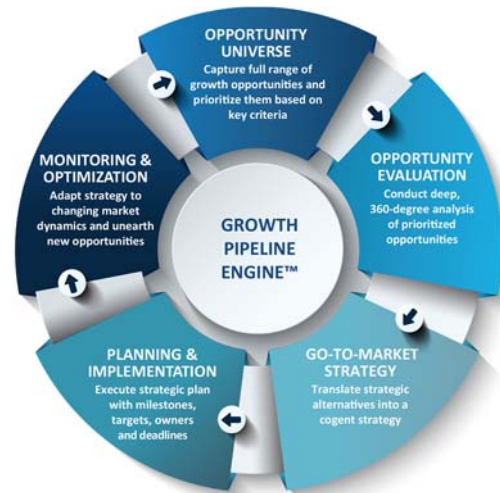 OPPORTUNITY
UNIVERSE
Capture full range of
growth opportunities and
prioritize them based on
key criteria
OPPORTUNITY
EVALUATION
Conduct deep,
360-degree analysis
of prioritized
opportunities
GO-TO-MARKET
STRATEGY
Translate strategic
alternatives into a
cogent strategy
PLANNING &
IMPLEMENTATION
Execute strategic plan
with milestones,
targets, owners
and deadlines
MONITORING &
OPTIMIZATION
Adapt strategy to
changing market
dynamics and unearth
new opportunities
GROWTH
PIPELINE
ENGINE™